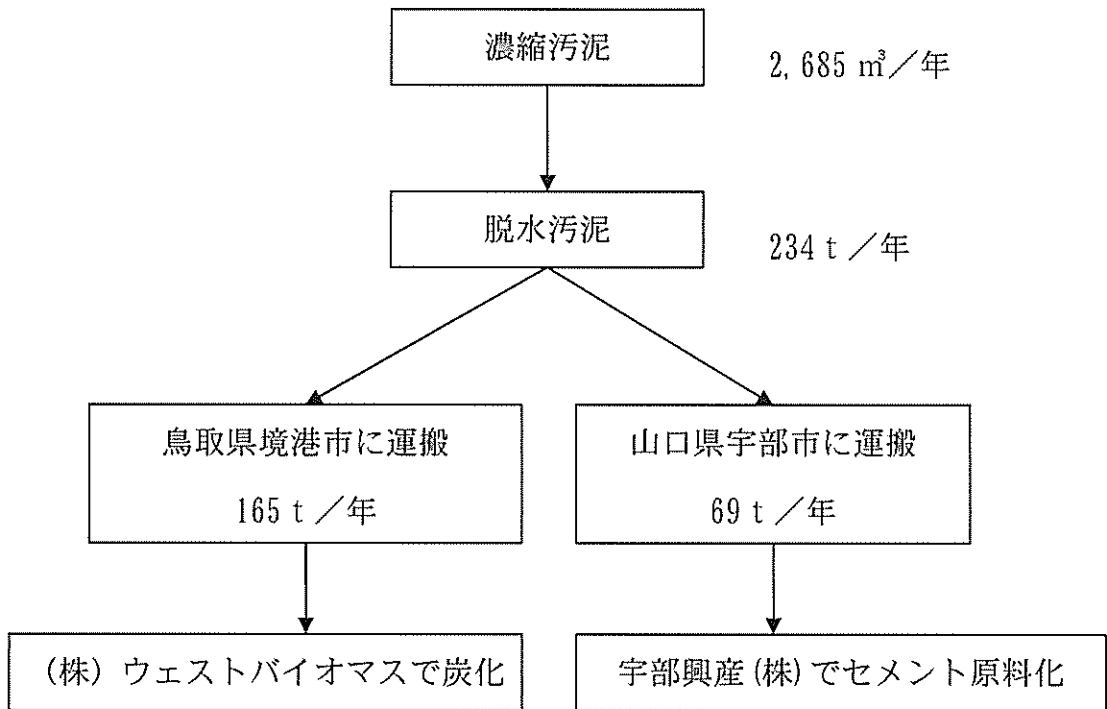 濃縮汚泥
2,685 ㎥／年
脱水汚泥
234 t ／年
鳥取県境港市に運搬
165 t ／年
山口県宇部市に運搬
69 t ／年
（株）ウェストバイオマスで炭化
宇部興産(株)でセメント原料化